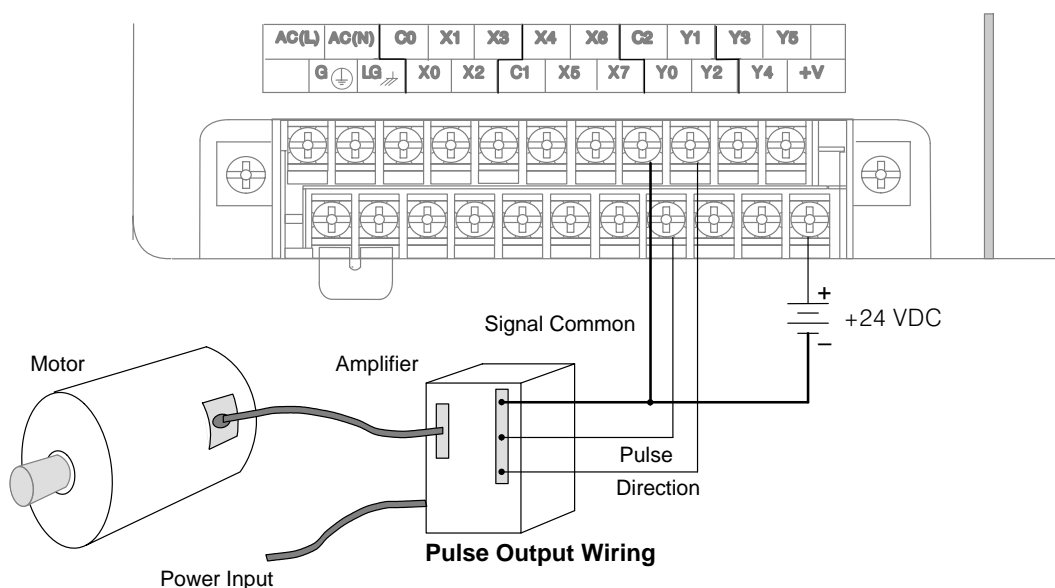 AC(L) AC(N) C0 X1 X3 X4 X6 C2 Y1 Y3 Y5
G LG X0 X2 C1 X5 X7 Y0 Y2 Y4 +V
+
Signal Common
+24 VDC
–
Motor
Amplifier
Pulse
Direction
Pulse Output Wiring
Power Input